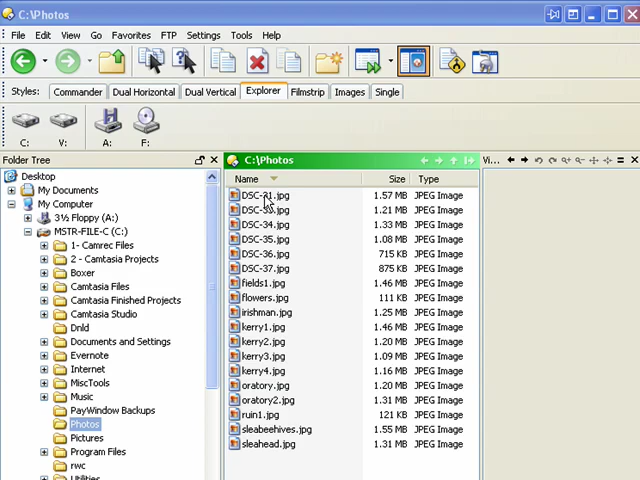 C:\Photos
File Edit View Go Favorites FTP Settings Tools Help
Styles: Commander Dual Horizontal Dual Vertical Explorer Filmstrip Images Single
C: V: A: F:
Folder Tree
C:\Photos
Vi...
Name Size Type
Desktop
My Documents
My Computer
3½ Floppy (A:)
MSTR-FILE-C (C:)
1- Camrec Files
2 - Camtasia Projects
Boxer
Camtasia Files
Camtasia Finished Projects
Camtasia Studio
Dnld
Documents and Settings
Evernote
Internet
MiscTools
Music
PayWindow Backups
Photos
Pictures
Program Files
rwc
Utilities
DSC-31.jpg 1.57 MB JPEG Image
1.21 MB JPEG Image
DSC-34.jpg 1.33 MB JPEG Image
DSC-35.jpg 1.08 MB JPEG Image
DSC-36.jpg 715 KB JPEG Image
DSC-37.jpg 875 KB JPEG Image
fields1.jpg 1.46 MB JPEG Image
flowers.jpg 111 KB JPEG Image
irishman.jpg 1.25 MB JPEG Image
kerry1.jpg 1.46 MB JPEG Image
kerry2.jpg 1.20 MB JPEG Image
kerry3.jpg 1.09 MB JPEG Image
kerry4.jpg 1.16 MB JPEG Image
oratory.jpg 1.20 MB JPEG Image
oratory2.jpg 1.31 MB JPEG Image
ruin1.jpg 121 KB JPEG Image
sleabeehives.jpg 1.55 MB JPEG Image
sleahead.jpg 1.31 MB JPEG Image